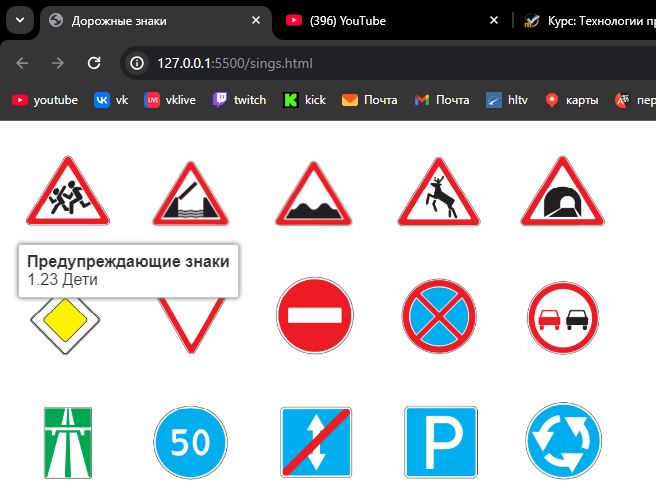 Дорожные знаки
(396) YouTube
Курс: Технологии пр
127.0.0.1:5500/sings.html
youtube
vk
LIVE
vklive
twitch
K
kick
Почта
Почта
hltv
карты
пер
Предупреждающие знаки
1.23 Дети
50
P